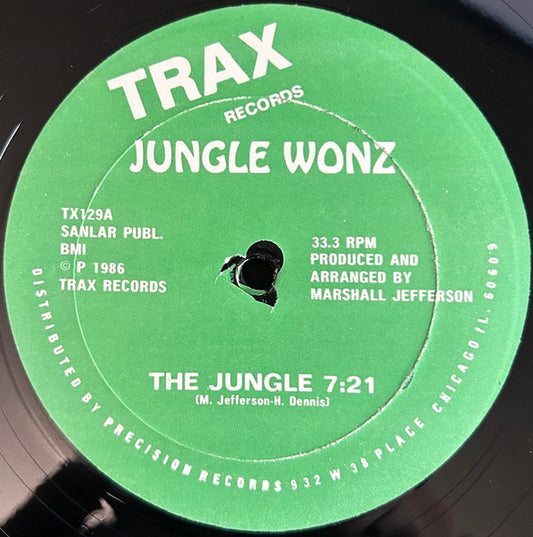 TRAX
RECORDS
JUNGLE WONZ
TX129A
SANLAR PUBL.
BMI
© P 1986
TRAX RECORDS
33.3 RPM
PRODUCED AND
ARRANGED BY
MARSHALL JEFFERSON
THE JUNGLE 7:21
(M. Jefferson-H. Dennis)
DISTRIBUTED BY PRECISION RECORDS 932 W 38 PLACE CHICAGO IL. 60609